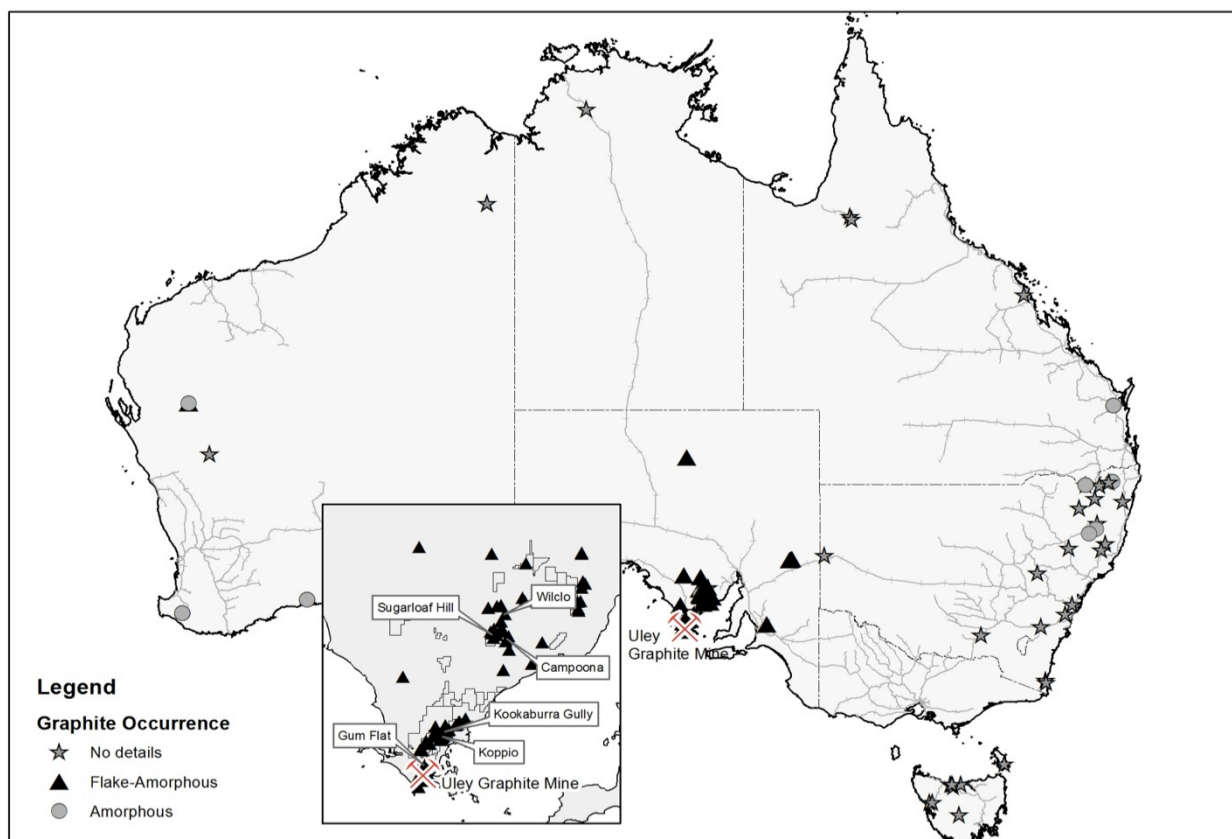 Wilclo
Sugarloaf Hill
Campoona
Kookaburra Gully
Gum Flat
Koppio
Uley Graphite Mine
Uley
Graphite Mine
Legend
Graphite Occurrence
No details
Flake-Amorphous
Amorphous